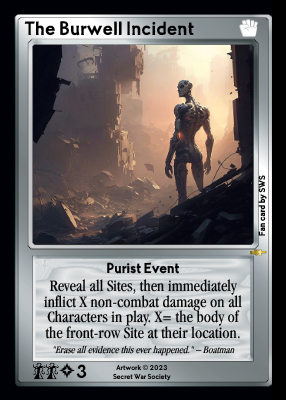 The Burwell Incident
Fan card by SWS
Purist Event
Reveal all Sites, then immediately
inflict X non-combat damage on all
Characters in play. X= the body of
the front-row Site at their location.
"Erase all evidence this ever happened." – Boatman
3
Artwork © 2023
Secret War Society